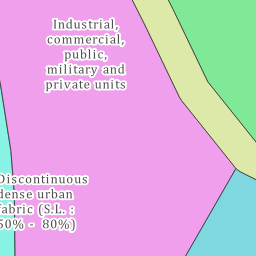 Industrial,
commercial,
public,
military and
private units
Discontinuous
dense urban
fabric (S.L. :
50% - 80%)